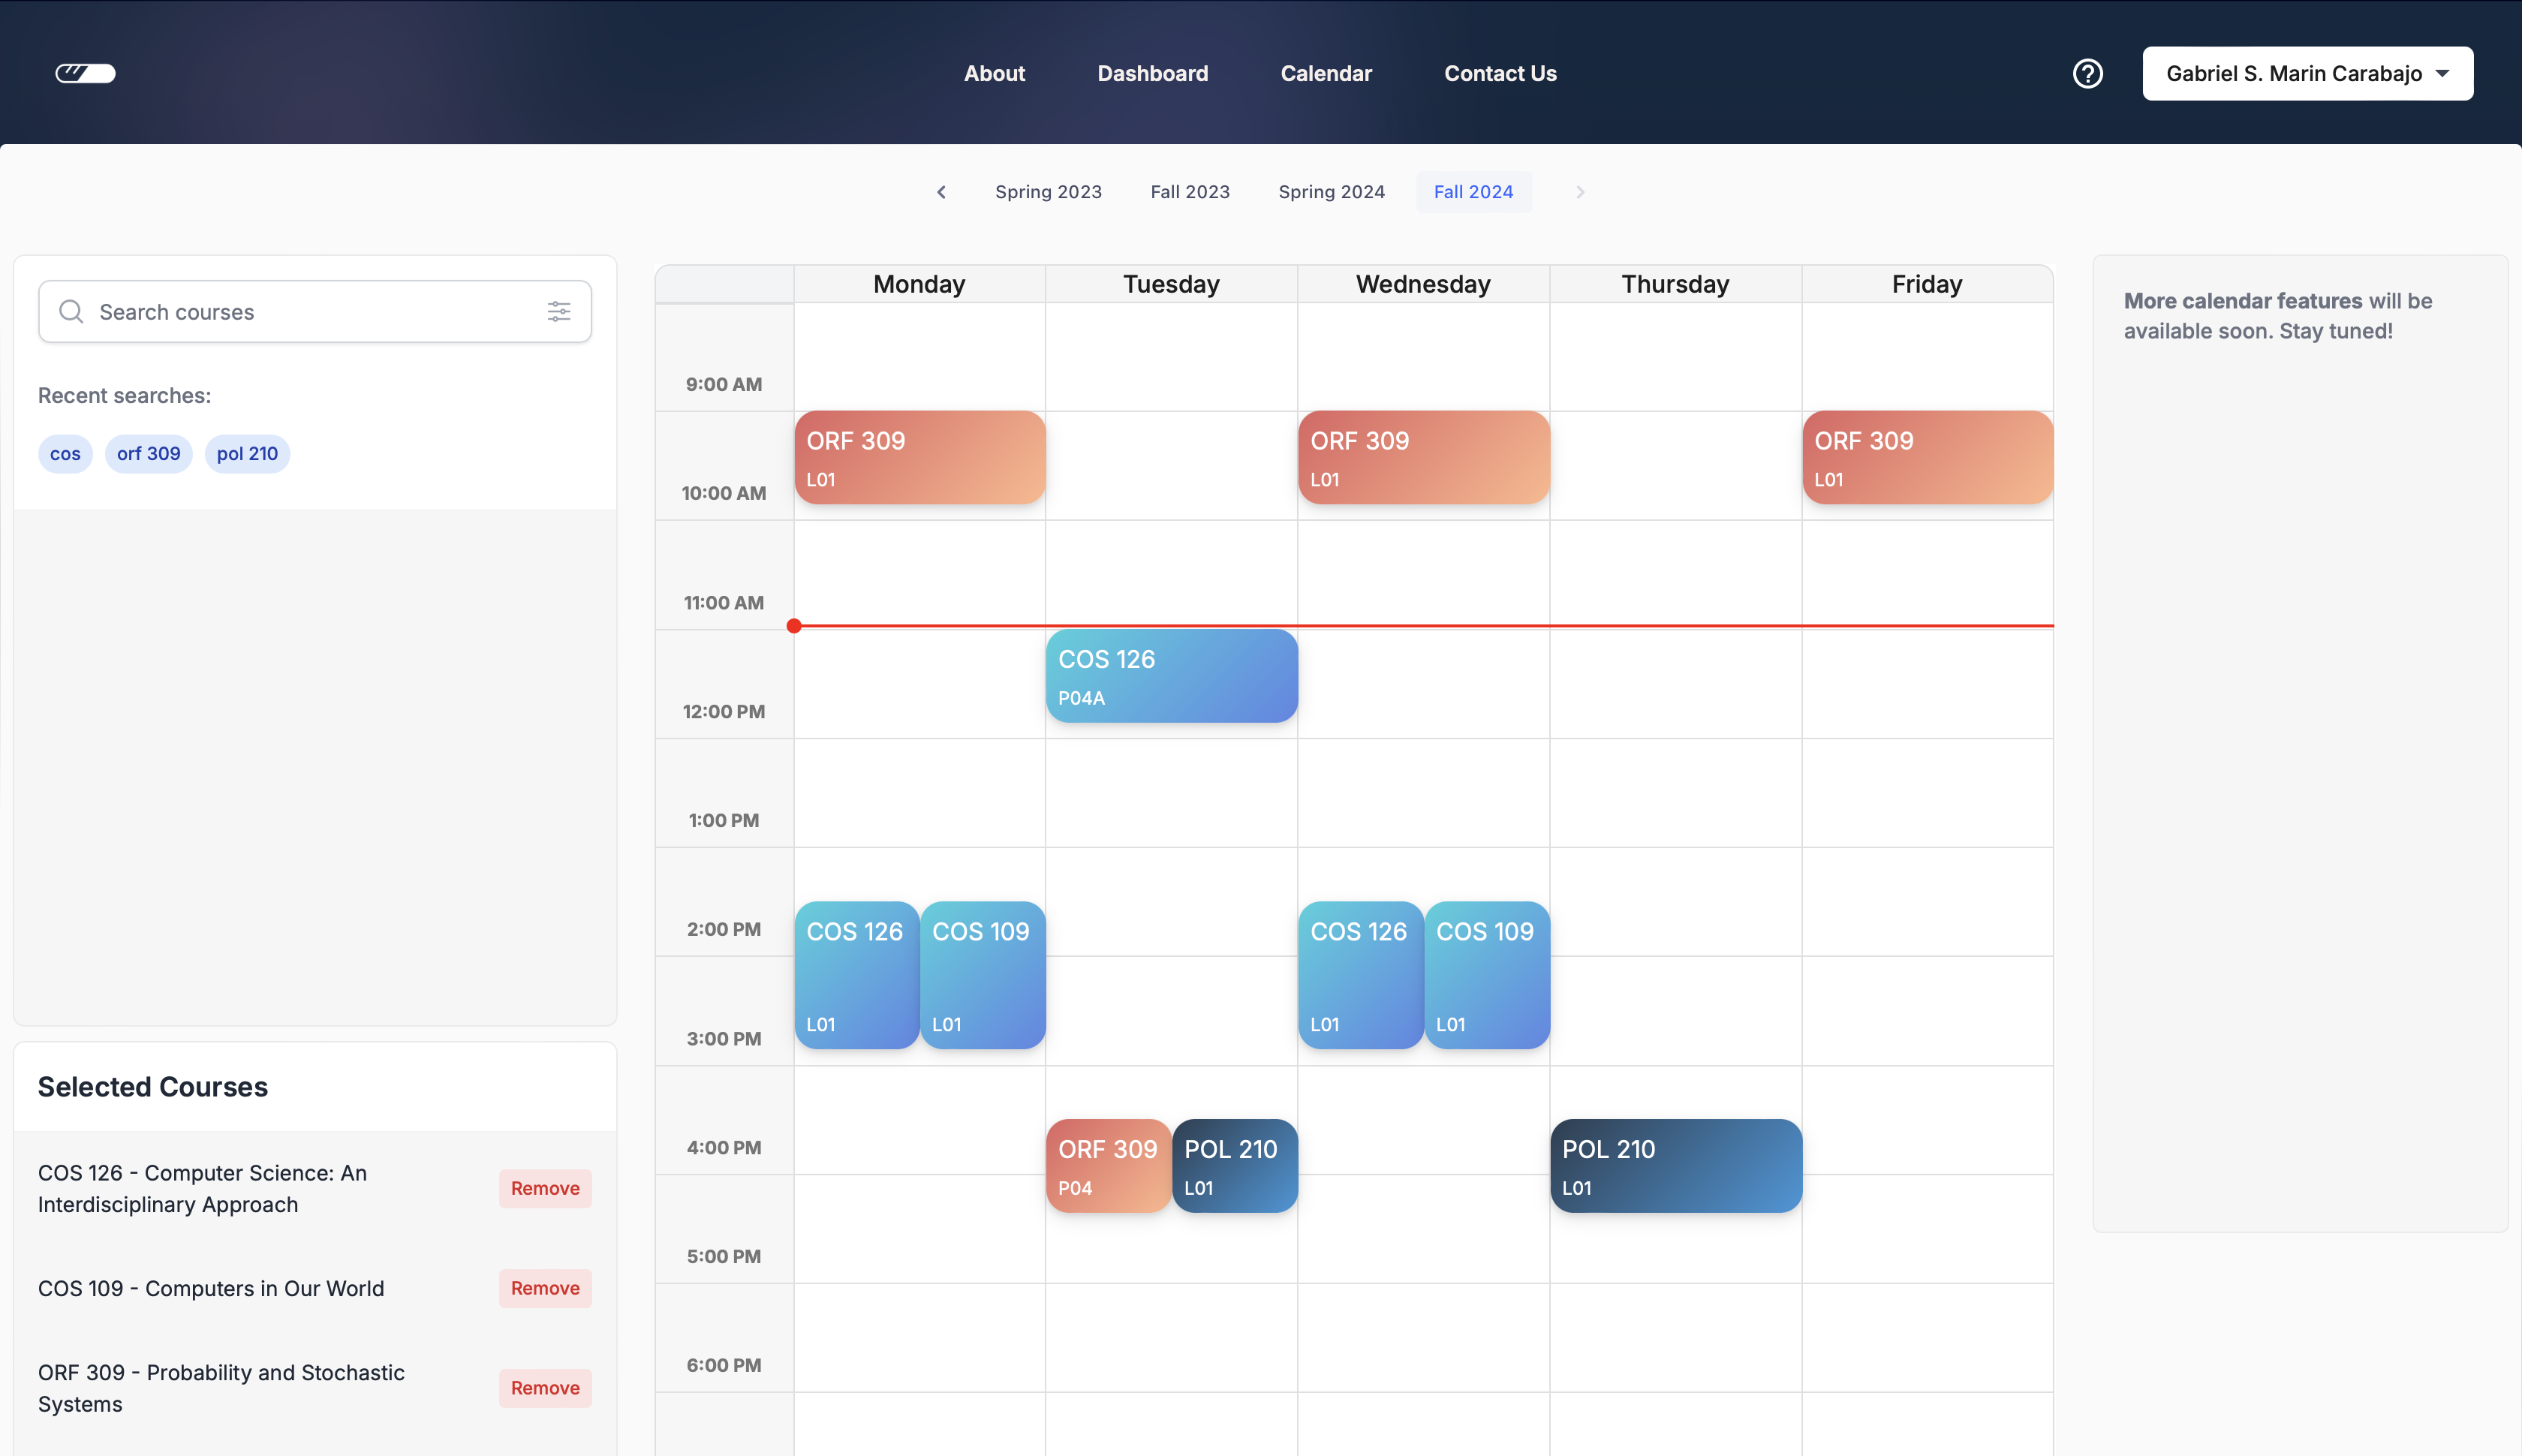 About
Dashboard
Calendar
Contact Us
Gabriel S. Marin Carabajo
Spring 2023
Fall 2023
Spring 2024
Fall 2024
Search courses
Recent searches:
cos
orf 309
pol 210
Selected Courses
COS 126 - Computer Science: An
Interdisciplinary Approach
Remove
COS 109 - Computers in Our World
Remove
ORF 309 - Probability and Stochastic
Systems
Remove
Monday
Tuesday
Wednesday
Thursday
Friday
9:00 AM
ORF 309
L01
ORF 309
L01
ORF 309
L01
10:00 AM
11:00 AM
COS 126
P04A
12:00 PM
1:00 PM
2:00 PM
COS 126
L01
COS 109
L01
COS 126
L01
COS 109
L01
3:00 PM
4:00 PM
ORF 309
P04
POL 210
L01
POL 210
L01
5:00 PM
6:00 PM
More calendar features will be
available soon. Stay tuned!